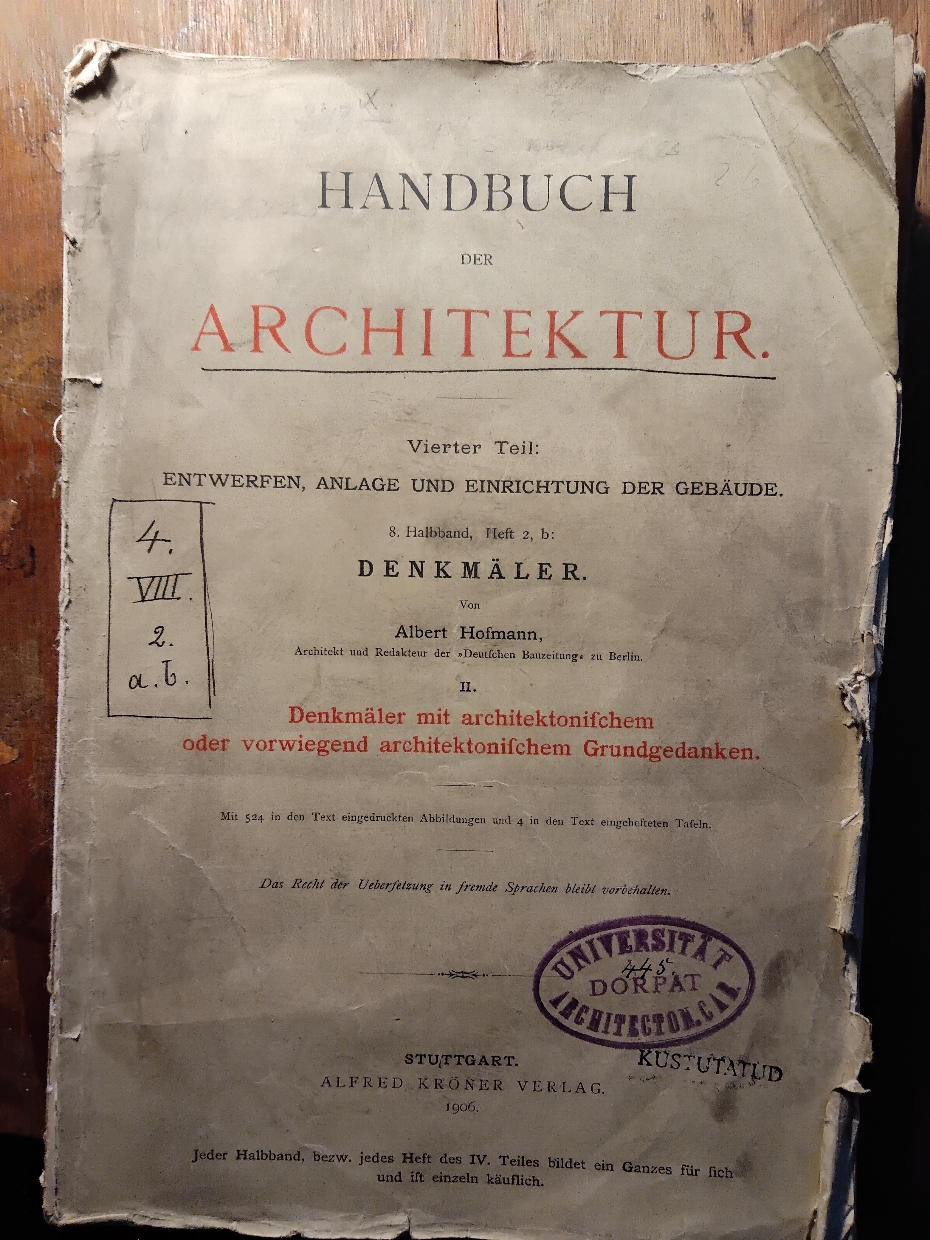 HANDBUCH
DER
ARCHITEKTUR.
Vierter Teil:
ENTWERFEN, ANLAGE UND EINRICHTUNG DER GEBÄUDE.
4.
VIII.
2.
a.b.
8. Halbband, Heft 2, b:
DENKMÄLER.
Von
Albert Hofmann,
Architekt und Redakteur der »Deutſchen Bauzeitung« zu Berlin.
II.
Denkmäler mit architektoniſchem
oder vorwiegend architektoniſchem Grundgedanken.
Mit 524 in den Text eingedruckten Abbildungen und 4 in den Text eingehefteten Tafeln.
Das Recht der Ueberſetzung in fremde Sprachen bleibt vorbehalten.
UNIVERSITÄT
445.
DORPAT
ARCHITECTON. CAB.
KUSTUTATUD
STUTTGART.
ALFRED KRÖNER VERLAG.
1906.
Jeder Halbband, bezw. jedes Heft des IV. Teiles bildet ein Ganzes für ſich
und iſt einzeln käuflich.